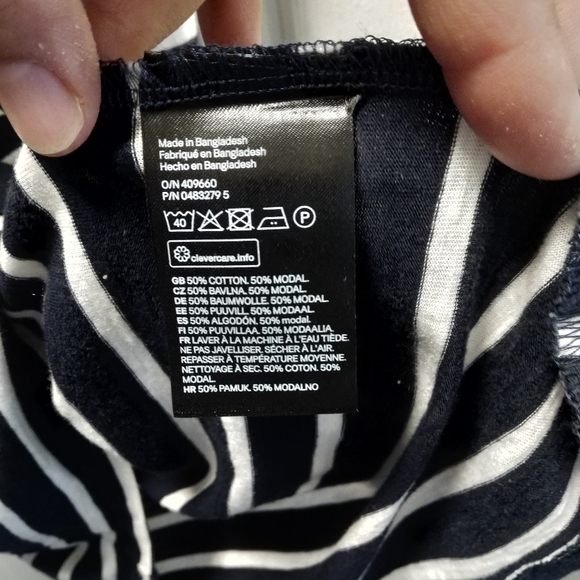 Made in Bangladesh
Fabriqué en Bangladesh
Hecho en Bangladesh
O/N 409660
P/N 0483279 5
40 P
clevercare.info
GB 50% COTTON. 50% MODAL.
CZ 50% BAVLNA. 50% MODAL.
DE 50% BAUMWOLLE. 50% MODAL.
EE 50% PUUVILL. 50% MODAAL.
ES 50% ALGODÓN. 50% modal.
FI 50% PUUVILLAA. 50% MODAALIA.
FR LAVER À LA MACHINE À L'EAU TIÈDE.
NE PAS JAVELLISER. SÉCHER À L'AIR.
REPASSER À TEMPÉRATURE MOYENNE.
NETTOYAGE À SEC. 50% COTON. 50%
MODAL.
HR 50% PAMUK. 50% MODALNO